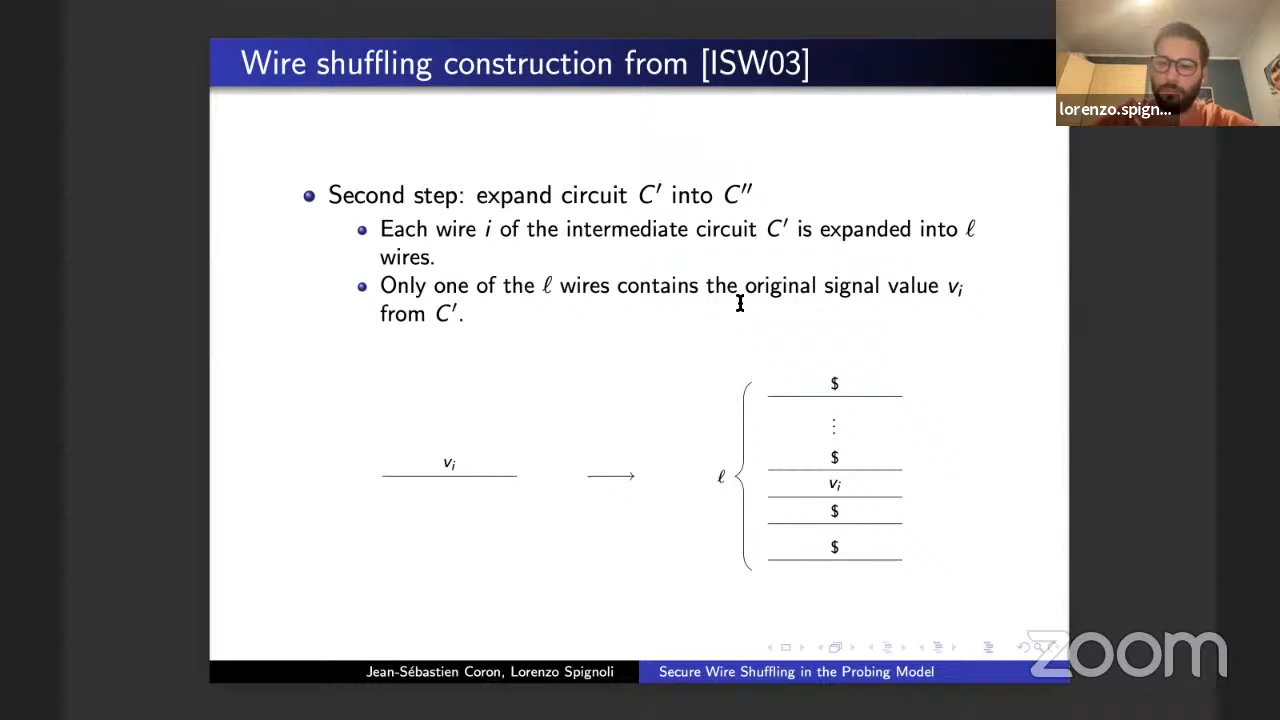 Wire shuffling construction from [ISW03]
lorenzo.spign...
Second step: expand circuit C′ into C′′
Each wire i of the intermediate circuit C′ is expanded into ℓ
wires.
Only one of the ℓ wires contains the original signal value vᵢ
from C′.
$
⋮
$
vᵢ
ℓ
vᵢ
$
$
Jean-Sébastien Coron, Lorenzo Spignoli
Secure Wire Shuffling in the Probing Model
zoom